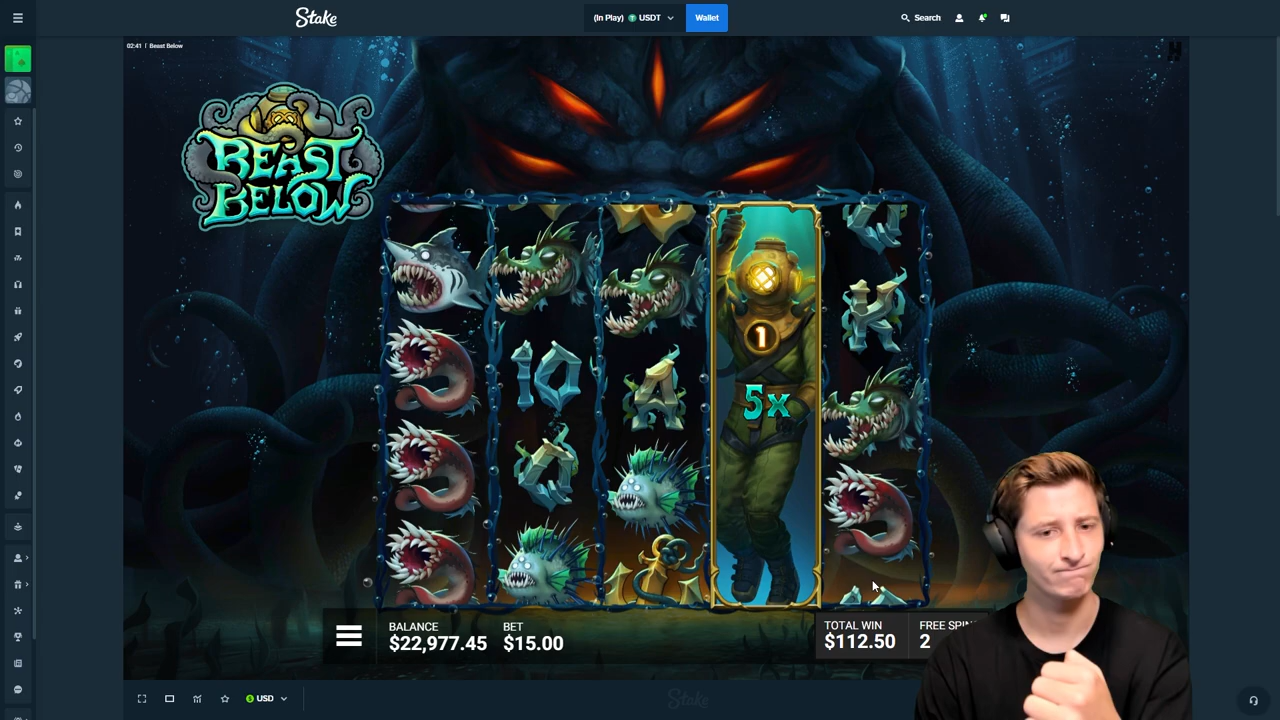 Stake
(In Play) USDT
Wallet
Search
02:41 | Beast Below
BEAST
BELOW
K
10
A
Q
1
5x
BALANCE
$22,977.45
BET
$15.00
TOTAL WIN
$112.50
FREE
2
USD
Stake